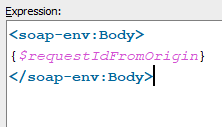 Expression:
<soap-env:Body>
{$requestIdFromOrigin}
</soap-env:Body>